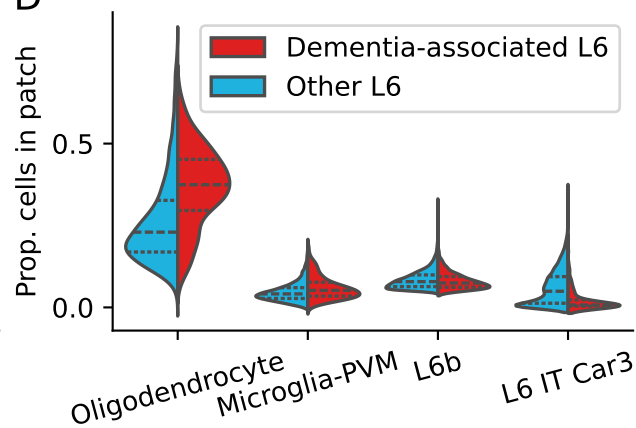 D
Prop. cells in patch
Dementia-associated L6
Other L6
0.5
0.0
Oligodendrocyte
Microglia-PVM
L6b
L6 IT Car3